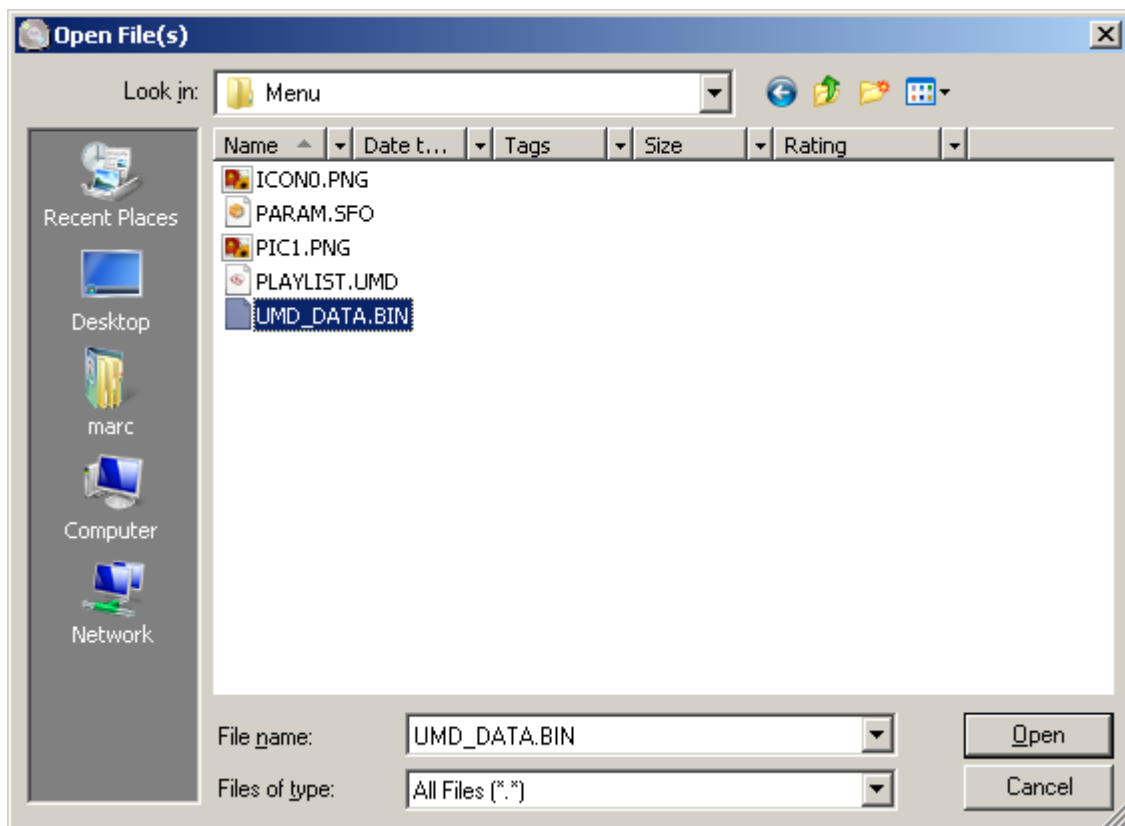 Open File(s)
Look in:
Menu
Name Date t... Tags Size Rating
ICON0.PNG
PARAM.SFO
PIC1.PNG
PLAYLIST.UMD
UMD_DATA.BIN
Recent Places
Desktop
marc
Computer
Network
File name:
UMD_DATA.BIN
Open
Files of type:
All Files (*.*)
Cancel